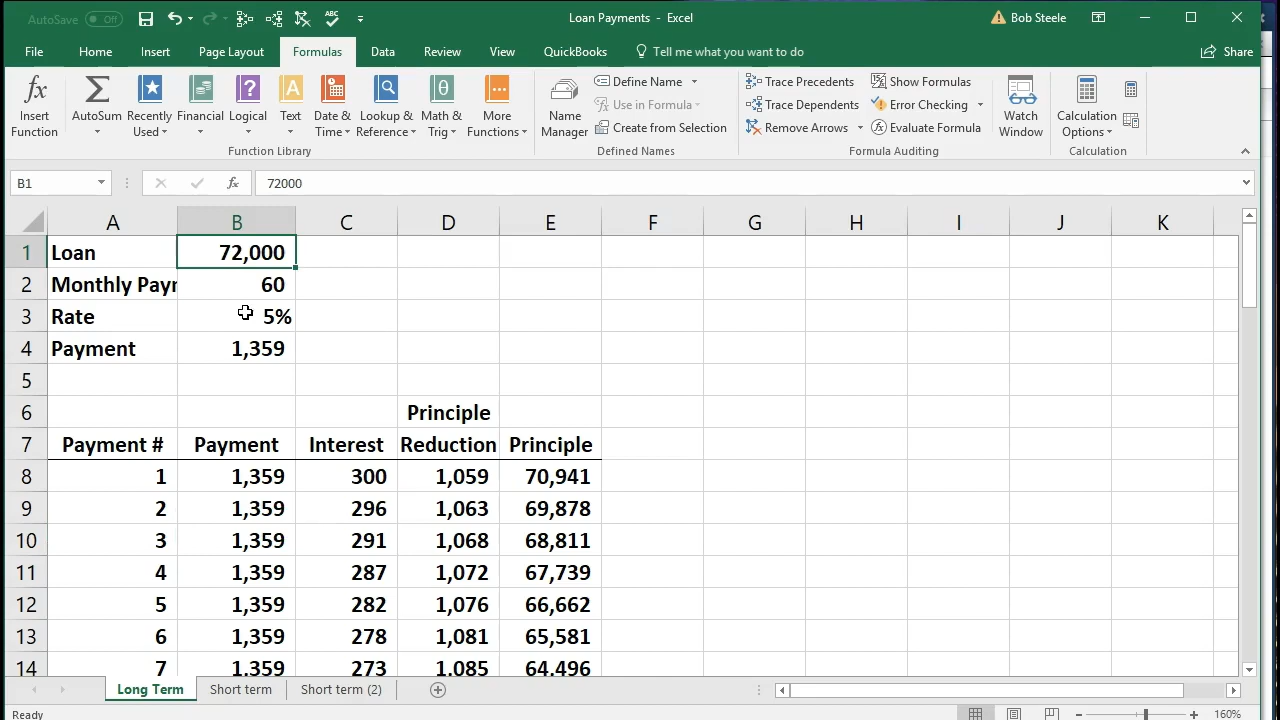 AutoSave Off Loan Payments - Excel Bob Steele
File Home Insert Page Layout Formulas Data Review View QuickBooks Tell me what you want to do Share
Insert Function AutoSum Recently Used Financial Logical Text Date & Time Lookup & Reference Math & Trig More Functions
Function Library
Name Manager
Define Name
Use in Formula
Create from Selection
Defined Names
Trace Precedents Show Formulas
Trace Dependents Error Checking
Remove Arrows Evaluate Formula
Formula Auditing
Watch Window
Calculation Options
Calculation
B1 fx 72000
A B C D E F G H I J K
1 Loan 72,000
2 Monthly Payr 60
3 Rate 5%
4 Payment 1,359
5
6 Principle
7 Payment # Payment Interest Reduction Principle
8 1 1,359 300 1,059 70,941
9 2 1,359 296 1,063 69,878
10 3 1,359 291 1,068 68,811
11 4 1,359 287 1,072 67,739
12 5 1,359 282 1,076 66,662
13 6 1,359 278 1,081 65,581
14 7 1,359 273 1,085 64,496
Long Term Short term Short term (2)
Ready 160%